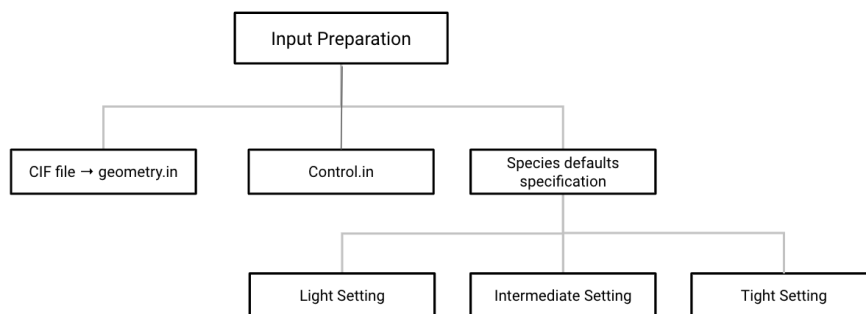 Input Preparation
CIF file → geometry.in
Control.in
Species defaults
specification
Light Setting
Intermediate Setting
Tight Setting